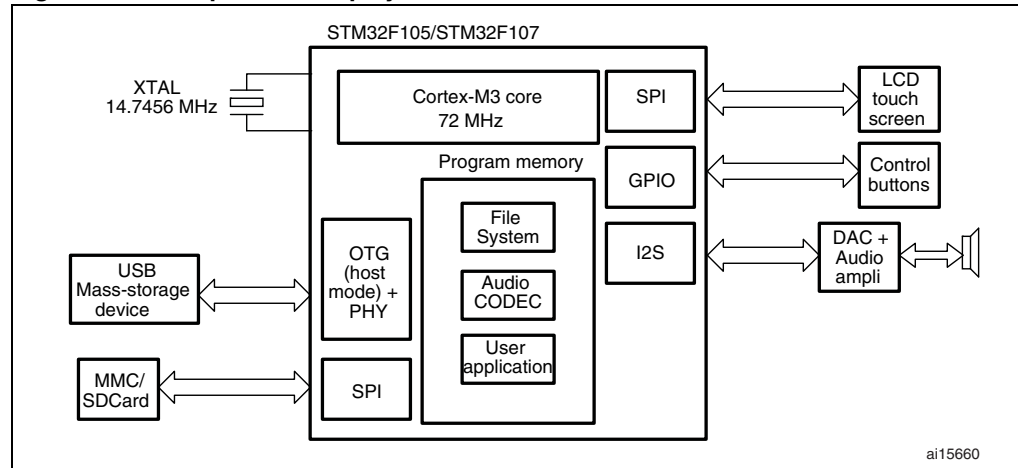 STM32F105/STM32F107
XTAL
14.7456 MHz
Cortex-M3 core
72 MHz
SPI
LCD
touch
screen
Program memory
GPIO
Control
buttons
File
System
OTG
(host
mode) +
PHY
I2S
DAC +
Audio
ampli
USB
Mass-storage
device
Audio
CODEC
User
application
MMC/
SDCard
SPI
ai15660